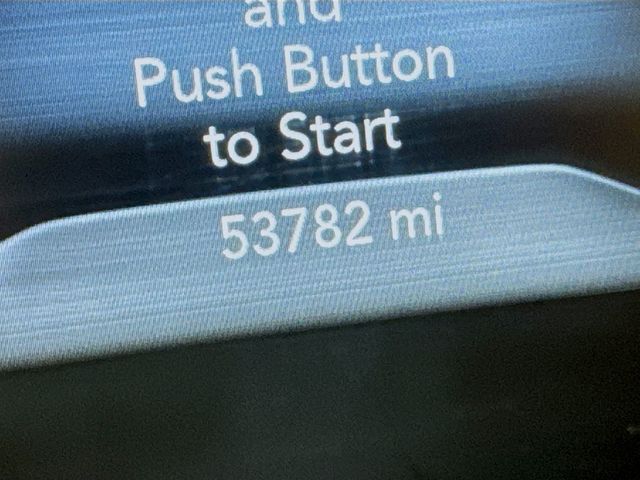 and
Push Button
to Start
53782 mi